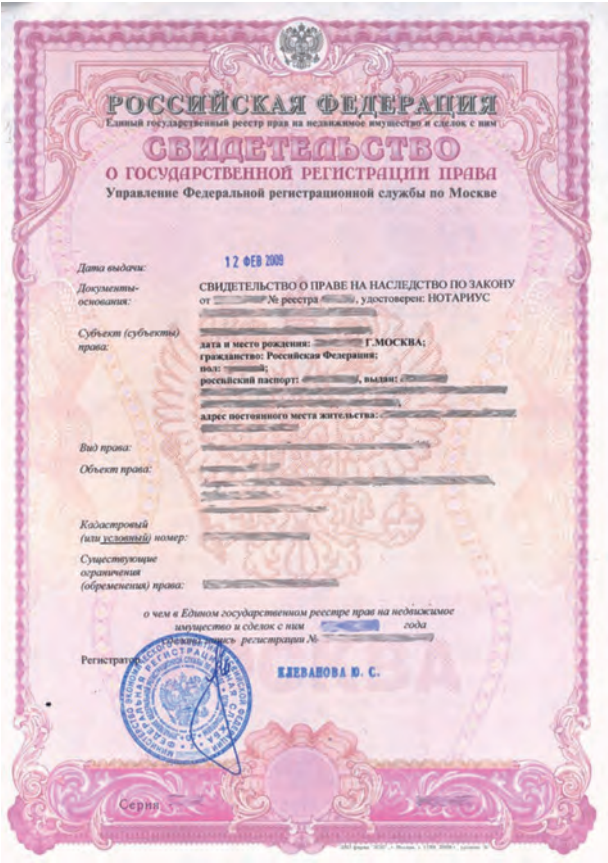 РОССИЙСКАЯ ФЕДЕРАЦИЯ
Единый государственный реестр прав на недвижимое имущество и сделок с ним
СВИДЕТЕЛЬСТВО
О ГОСУДАРСТВЕННОЙ РЕГИСТРАЦИИ ПРАВА
Управление Федеральной регистрационной службы по Москве
Дата выдачи: 12 ФЕВ 2009
Документы- СВИДЕТЕЛЬСТВО О ПРАВЕ НА НАСЛЕДСТВО ПО ЗАКОНУ
основания: от № реестра , удостоверен: НОТАРИУС
Субъект (субъекты)
права: дата и место рождения: Г.МОСКВА;
гражданство: Российская Федерация;
пол:
российский паспорт: , выдан:
адрес постоянного места жительства:
Вид права:
Объект права:
Кадастровый
(или условный) номер:
Существующие
ограничения
(обременения) права:
о чем в Едином государственном реестре прав на недвижимое
имущество и сделок с ним года
запись регистрации №
Регистратор
КЛЕВАНОВА Ю. С.
МОСКВА
Серия